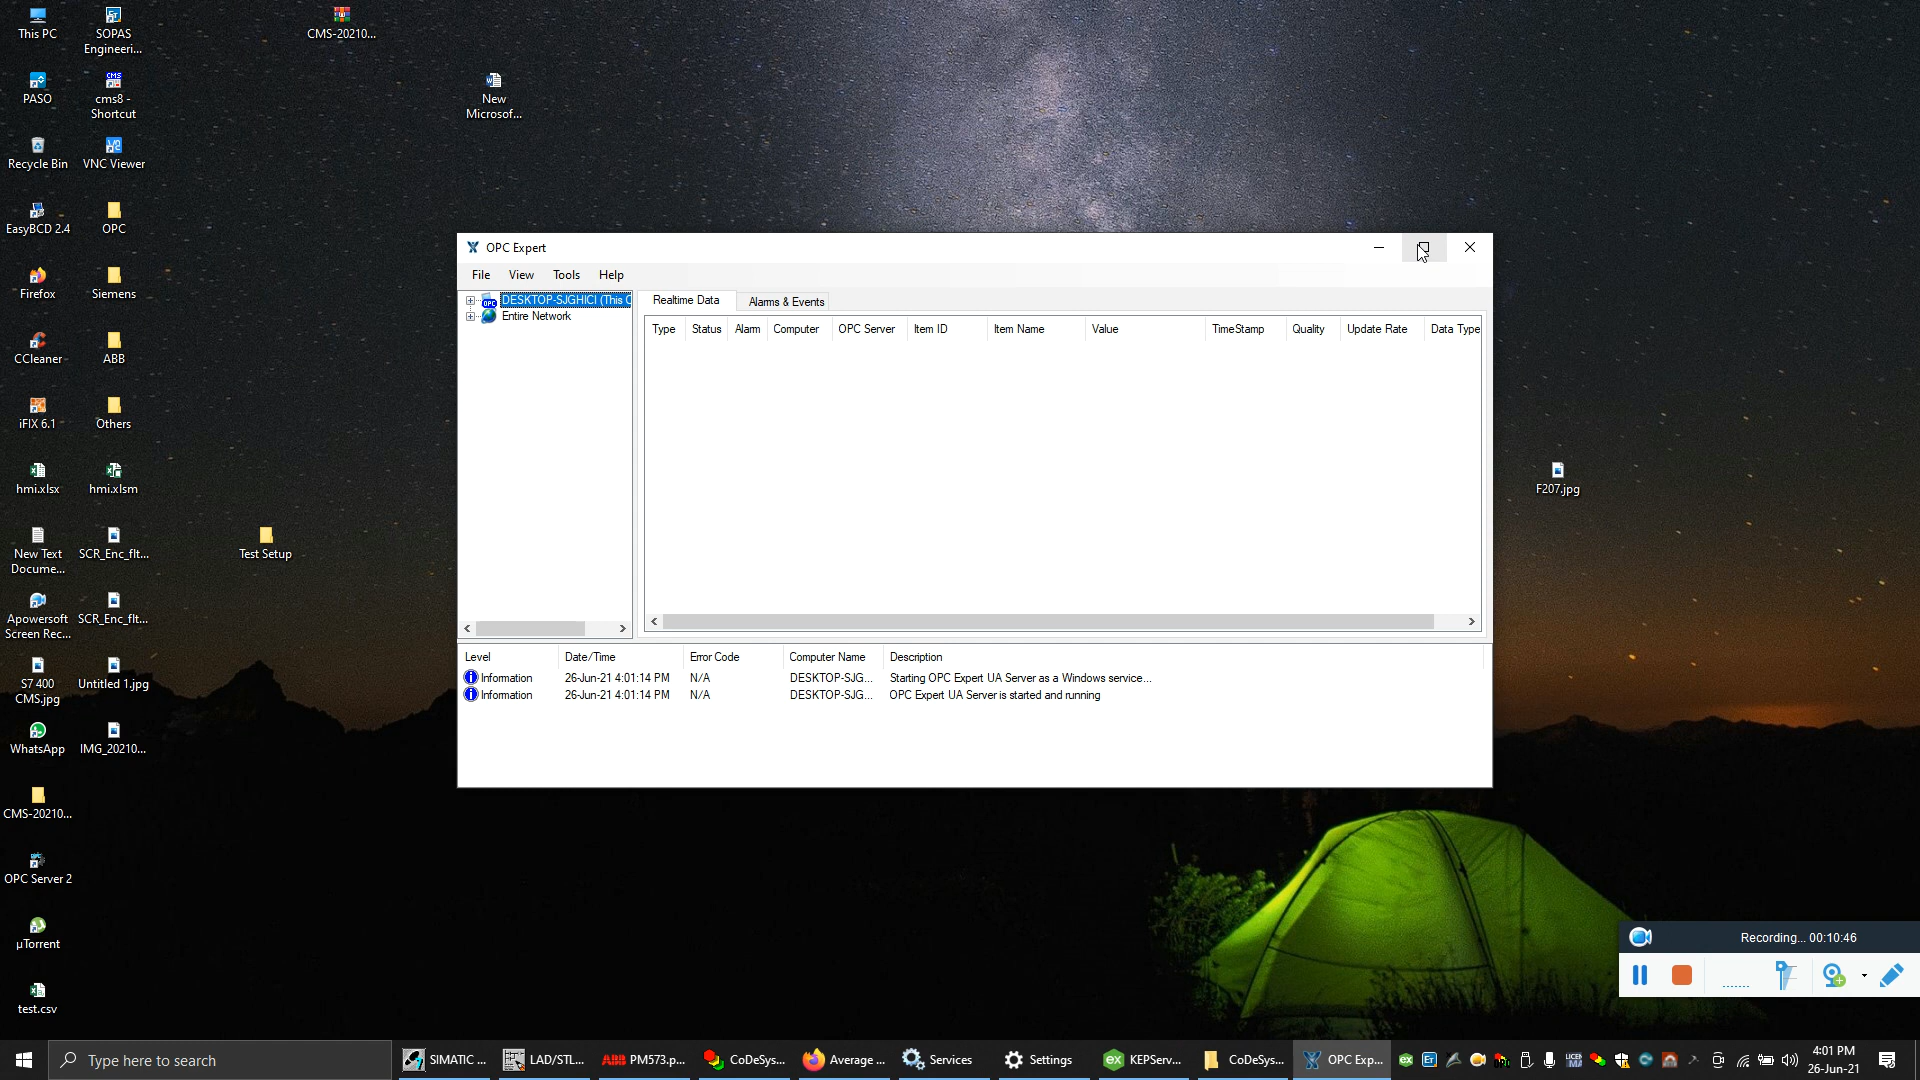 This PC
SOPAS
Engineeri...
CMS-20210...
PASO
cms8 -
Shortcut
New
Microsof...
Recycle Bin
VNC Viewer
EasyBCD 2.4
OPC
Firefox
Siemens
CCleaner
ABB
iFIX 6.1
Others
hmi.xlsx
hmi.xlsm
New Text
Docume...
SCR_Enc_flt...
Test Setup
Apowersoft
Screen Rec...
SCR_Enc_flt...
S7 400
CMS.jpg
Untitled 1.jpg
WhatsApp
IMG_20210...
CMS-20210...
OPC Server 2
µTorrent
test.csv
F207.jpg
OPC Expert
File View Tools Help
DESKTOP-SJGHICI (This C
Entire Network
Realtime Data Alarms & Events
Type Status Alarm Computer OPC Server Item ID Item Name Value TimeStamp Quality Update Rate Data Type
Level Date/Time Error Code Computer Name Description
Information 26-Jun-21 4:01:14 PM N/A DESKTOP-SJG... Starting OPC Expert UA Server as a Windows service...
Information 26-Jun-21 4:01:14 PM N/A DESKTOP-SJG... OPC Expert UA Server is started and running
Recording... 00:10:46
Type here to search
SIMATIC ...
LAD/STL...
ABB PM573.p...
CoDeSys...
Average ...
Services
Settings
ex KEPServ...
CoDeSys...
OPC Exp...
4:01 PM
26-Jun-21